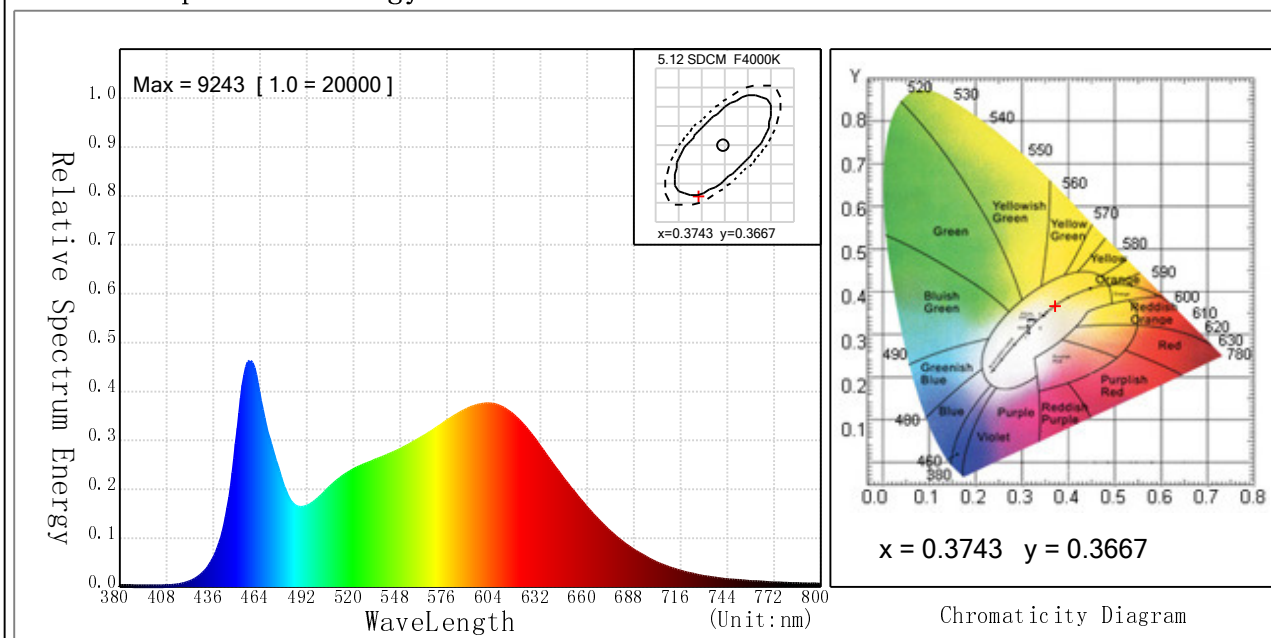 Max = 9243 [ 1.0 = 20000 ]
5.12 SDCM F4000K
x=0.3743 y=0.3667
Relative Spectrum Energy
1.0
0.9
0.8
0.7
0.6
0.5
0.4
0.3
0.2
0.1
0.0
380 408 436 464 492 520 548 576 604 632 660 688 716 744 772 800
WaveLength
(Unit:nm)
Y
0.8
0.7
0.6
0.5
0.4
0.3
0.2
0.1
520
530
540
550
560
570
580
590
600
610
620
630
780
490
480
460
380
Green
Yellowish
Green
Yellow
Green
Yellow
Orange
Reddish
Orange
Red
Bluish
Green
Greenish
Blue
Blue
Violet
Purple
Reddish
Purple
Purplish
Red
0.0 0.1 0.2 0.3 0.4 0.5 0.6 0.7 0.8
x = 0.3743 y = 0.3667
Chromaticity Diagram